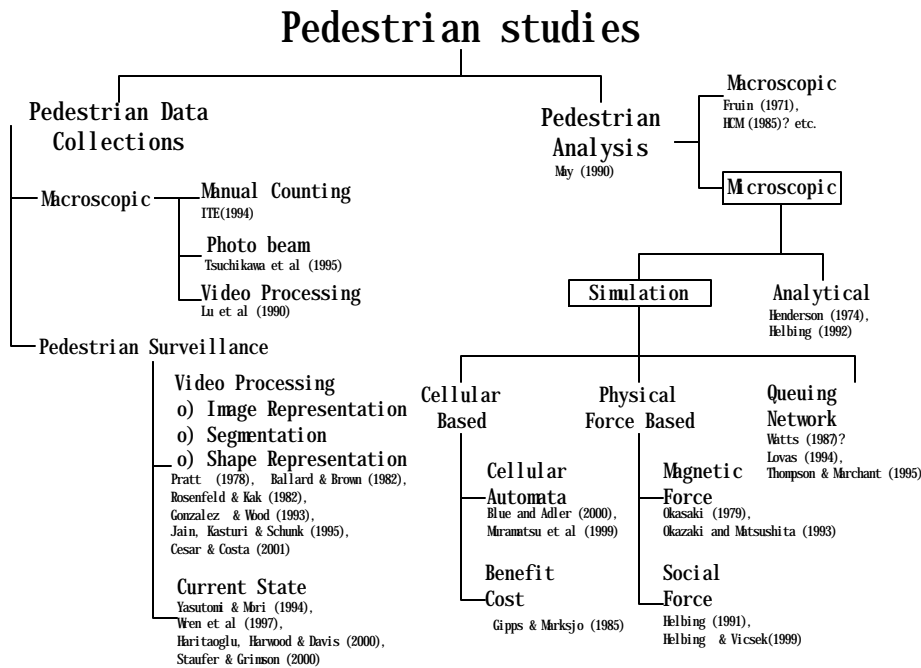 Pedestrian studies
Pedestrian Data
Collections
Macroscopic
Manual Counting
ITE(1994)
Photo beam
Tsuchikawa et al (1995)
Video Processing
Lu et al (1990)
Pedestrian Surveillance
Video Processing
o) Image Representation
o) Segmentation
o) Shape Representation
Pratt (1978), Ballard & Brown (1982),
Rosenfeld & Kak (1982),
Gonzalez & Wood (1993),
Jain, Kasturi & Schunk (1995),
Cesar & Costa (2001)
Current State
Yasutomi & Mori (1994),
Wren et al (1997),
Haritaoglu, Harwood & Davis (2000),
Staufer & Grimson (2000)
Pedestrian
Analysis
May (1990)
Macroscopic
Fruin (1971),
HCM (1985)? etc.
Microscopic
Simulation
Analytical
Henderson (1974),
Helbing (1992)
Cellular
Based
Cellular
Automata
Blue and Adler (2000),
Muramatsu et al (1999)
Benefit
Cost
Gipps & Marksjo (1985)
Physical
Force Based
Magnetic
Force
Okasaki (1979),
Okazaki and Matsushita (1993)
Social
Force
Helbing (1991),
Helbing & Vicsek(1999)
Queuing
Network
Watts (1987)?
Lovas (1994),
Thompson & Marchant (1995)